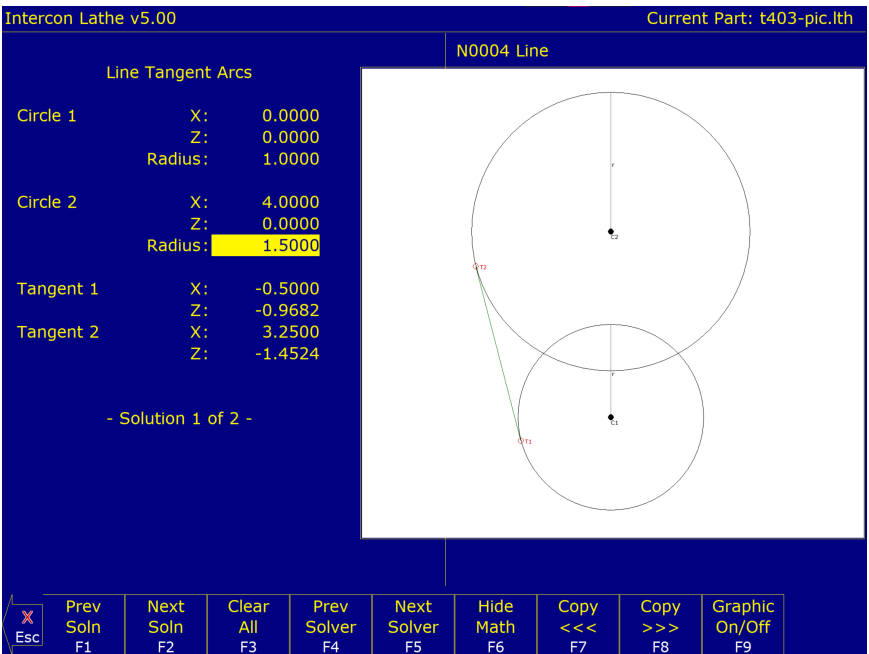 Intercon Lathe v5.00
Current Part: t403-pic.lth
N0004 Line
Line Tangent Arcs
Circle 1 X: 0.0000
Z: 0.0000
Radius: 1.0000
Circle 2 X: 4.0000
Z: 0.0000
Radius: 1.5000
Tangent 1 X: -0.5000
Z: -0.9682
Tangent 2 X: 3.2500
Z: -1.4524
- Solution 1 of 2 -
r
C2
T2
r
C1
T1
X Esc
Prev Soln F1
Next Soln F2
Clear All F3
Prev Solver F4
Next Solver F5
Hide Math F6
Copy <<< F7
Copy >>> F8
Graphic On/Off F9